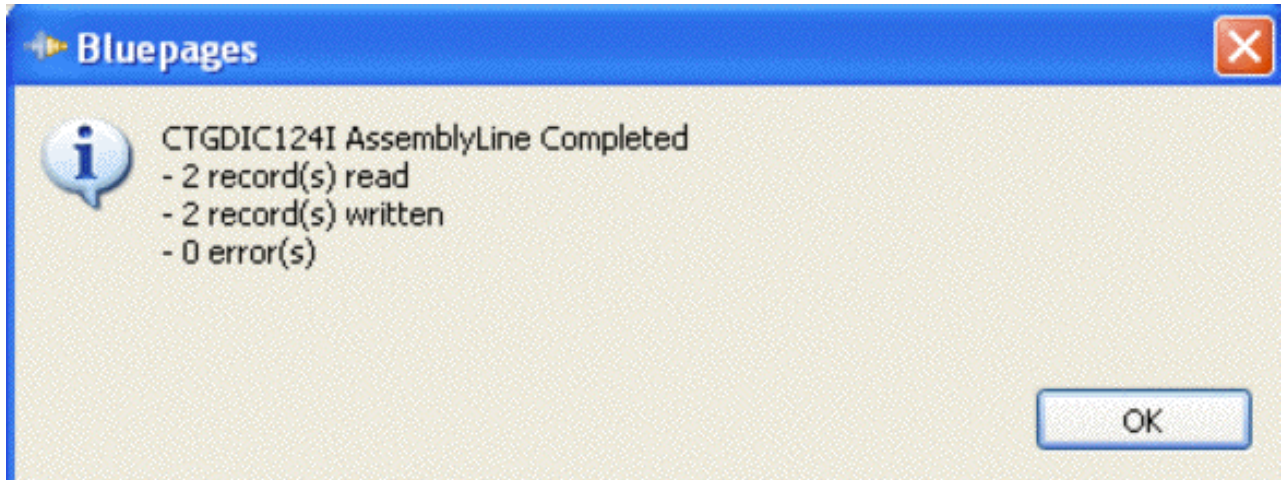 Bluepages
CTGDIC124I AssemblyLine Completed
- 2 record(s) read
- 2 record(s) written
- 0 error(s)
OK